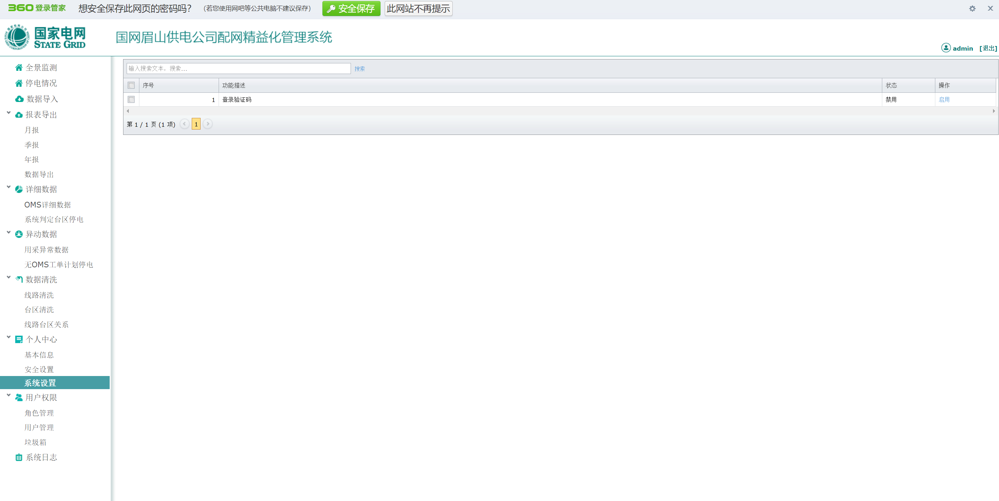 360登录管家 想安全保存此网页的密码吗？ （若您使用网吧等公共电脑不建议保存） 安全保存 此网站不再提示
国家电网
STATE GRID
国网眉山供电公司配网精益化管理系统
admin [退出]
全景监测
停电情况
数据导入
报表导出
月报
季报
年报
数据导出
详细数据
OMS详细数据
系统判定台区停电
异动数据
用采异常数据
无OMS工单计划停电
数据清洗
线路清洗
台区清洗
线路台区关系
个人中心
基本信息
安全设置
系统设置
用户权限
角色管理
用户管理
垃圾箱
系统日志
输入搜索文本，搜索... 搜索
序号 功能描述 状态 操作
1 登录验证码 禁用 启用
第 1 / 1 页 (1 项) 1